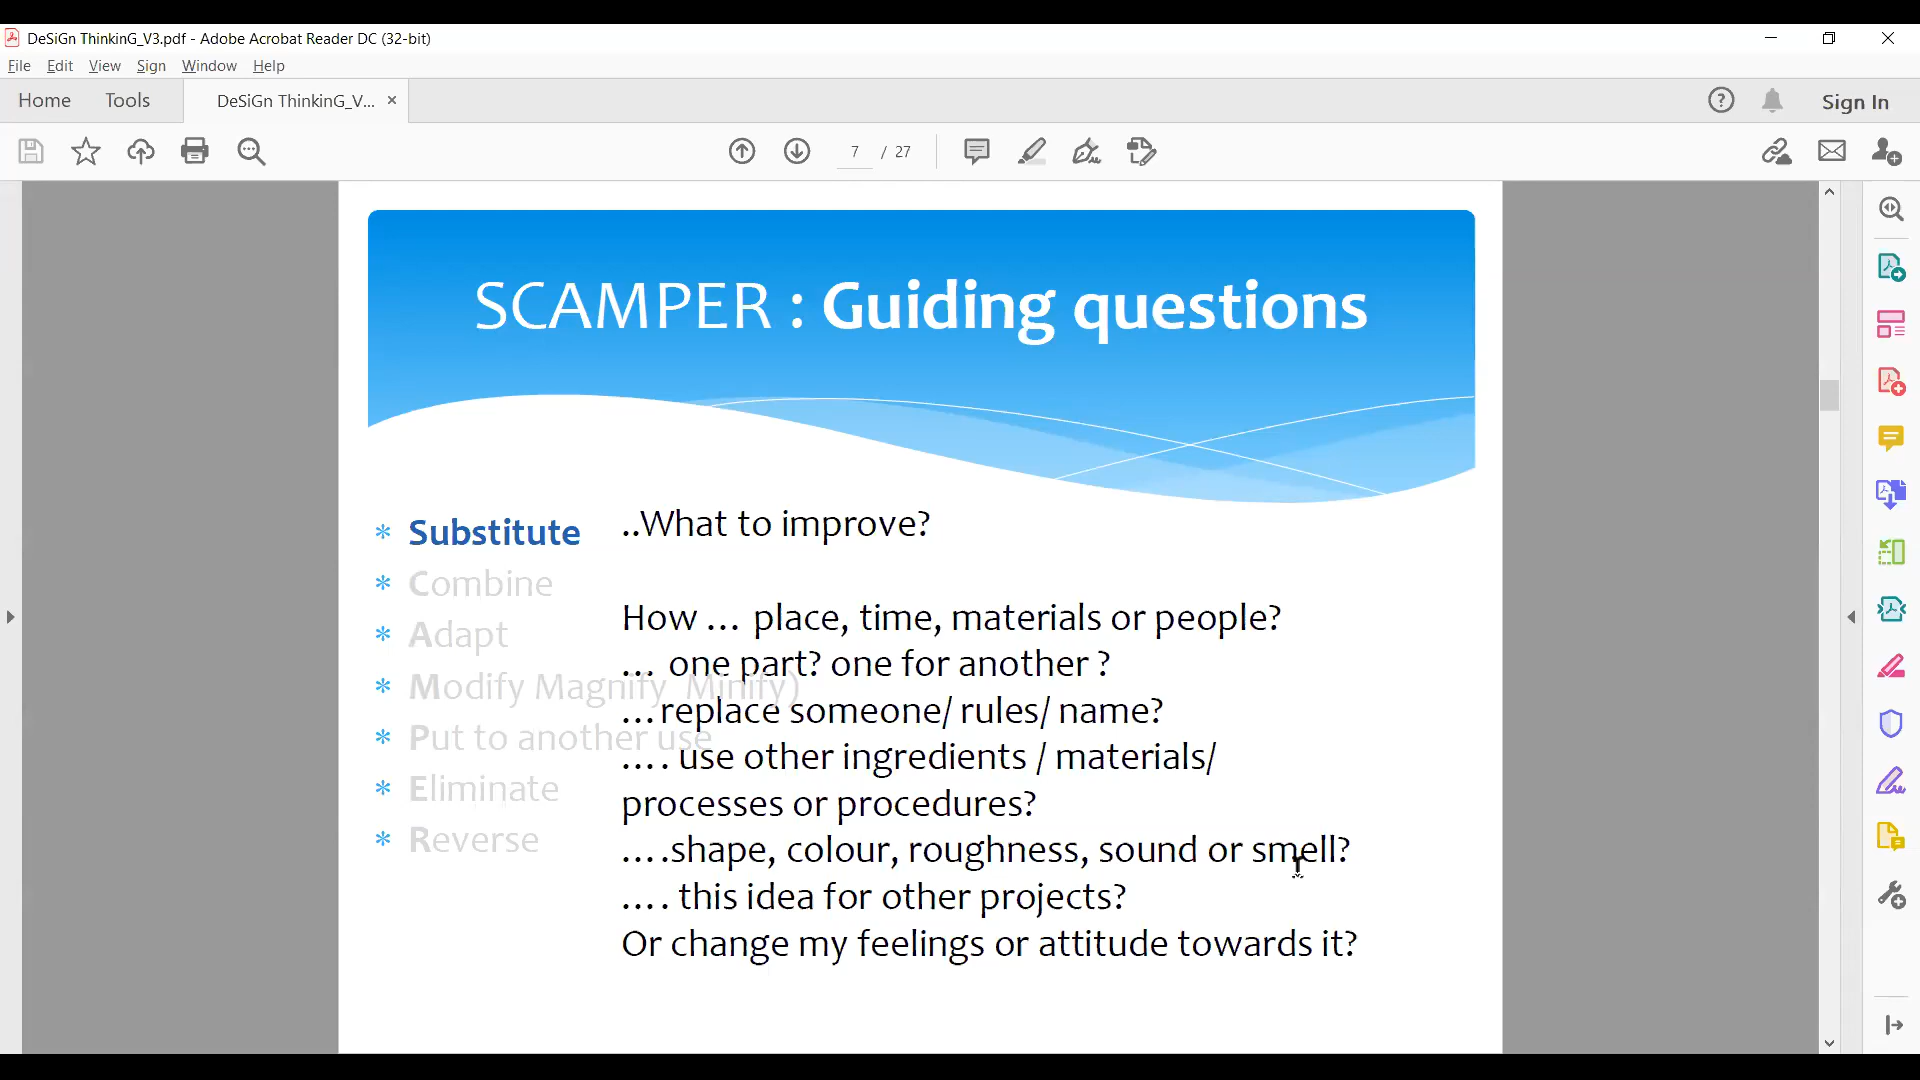 DeSiGn ThinkinG_V3.pdf - Adobe Acrobat Reader DC (32-bit)
File Edit View Sign Window Help
Home Tools DeSiGn ThinkinG_V... × Sign In
7 / 27
SCAMPER : Guiding questions
* Substitute
* Combine
* Adapt
* Modify Magnify Minify)
* Put to another use
* Eliminate
* Reverse
..What to improve?
How ... place, time, materials or people?
... one part? one for another ?
...replace someone/ rules/ name?
.... use other ingredients / materials/
processes or procedures?
....shape, colour, roughness, sound or smell?
.... this idea for other projects?
Or change my feelings or attitude towards it?